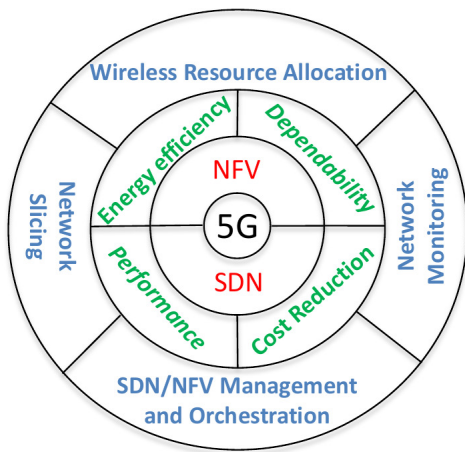 Wireless Resource Allocation
Energy efficiency
Dependability
NFV
Network
Slicing
5G
Network
Monitoring
SDN
Performance
Cost Reduction
SDN/NFV Management
and Orchestration